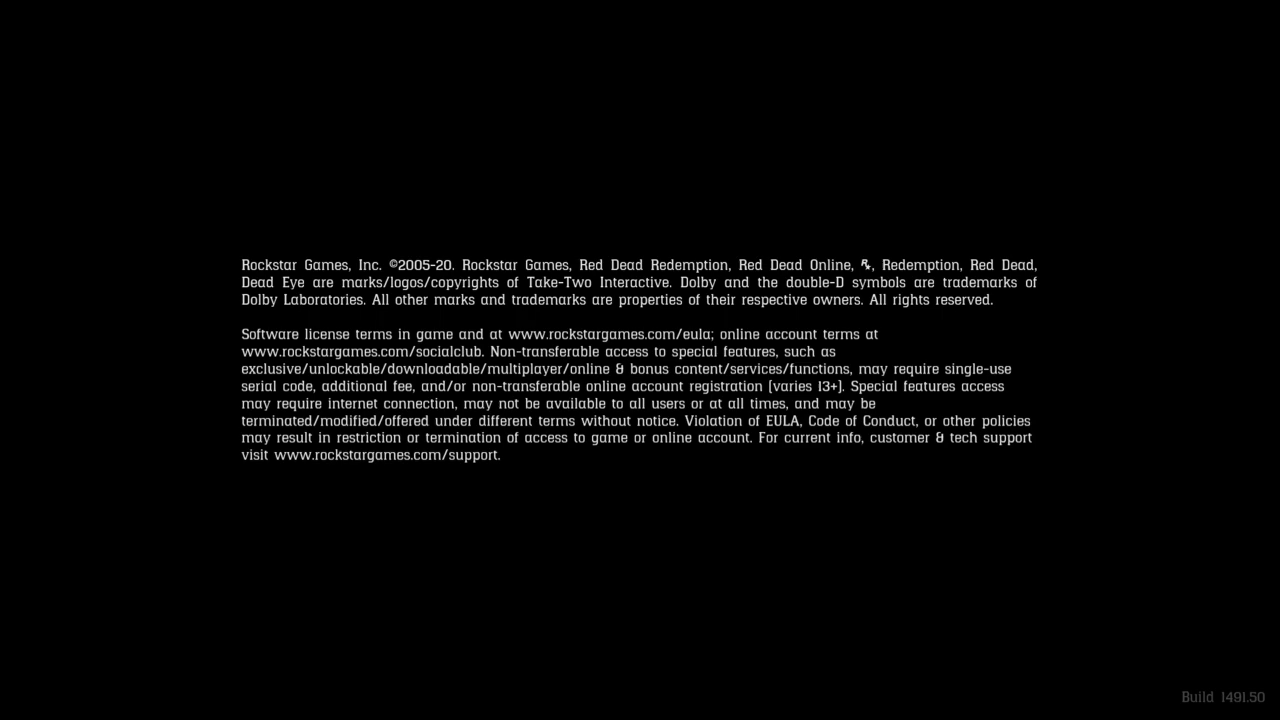 Rockstar Games, Inc. ©2005-20. Rockstar Games, Red Dead Redemption, Red Dead Online, R*, Redemption, Red Dead,
Dead Eye are marks/logos/copyrights of Take-Two Interactive. Dolby and the double-D symbols are trademarks of
Dolby Laboratories. All other marks and trademarks are properties of their respective owners. All rights reserved.
Software license terms in game and at www.rockstargames.com/eula; online account terms at
www.rockstargames.com/socialclub. Non-transferable access to special features, such as
exclusive/unlockable/downloadable/multiplayer/online & bonus content/services/functions, may require single-use
serial code, additional fee, and/or non-transferable online account registration (varies 13+). Special features access
may require internet connection, may not be available to all users or at all times, and may be
terminated/modified/offered under different terms without notice. Violation of EULA, Code of Conduct, or other policies
may result in restriction or termination of access to game or online account. For current info, customer & tech support
visit www.rockstargames.com/support.
Build 1491.50